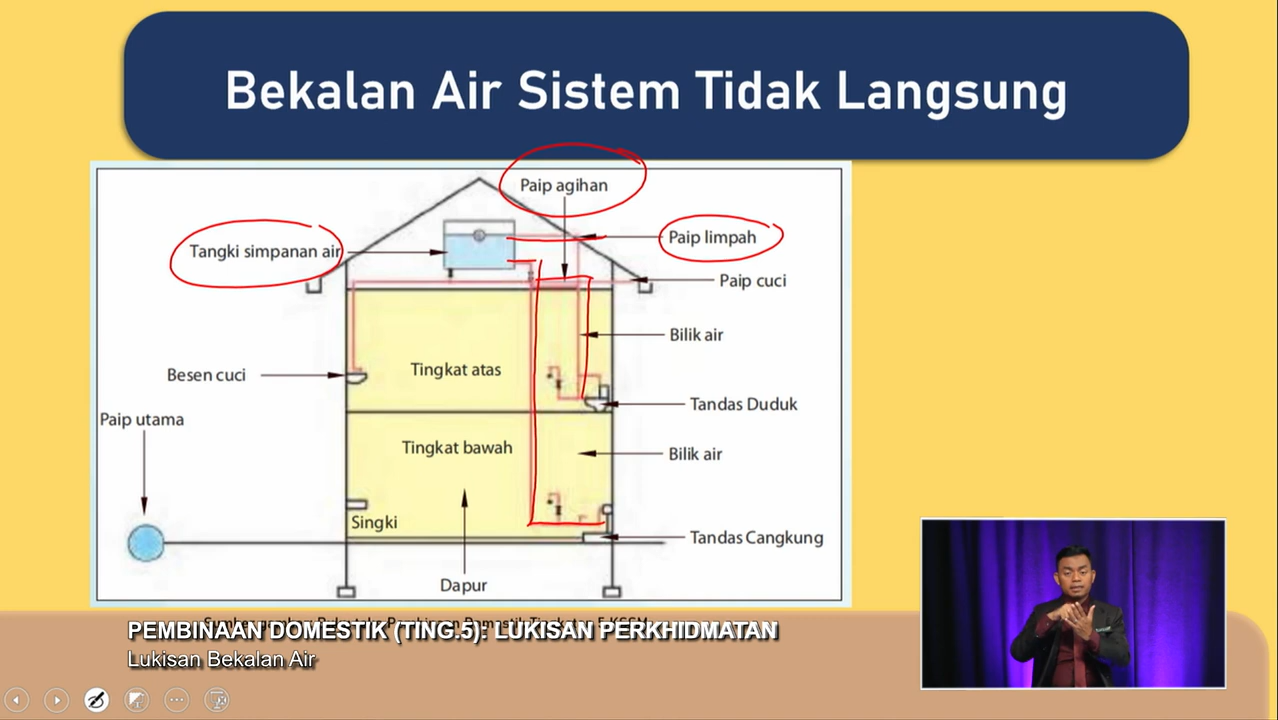 Bekalan Air Sistem Tidak Langsung
Paip agihan
Tangki simpanan air
Paip limpah
Paip cuci
Bilik air
Besen cuci
Tingkat atas
Tandas Duduk
Paip utama
Tingkat bawah
Bilik air
Singki
Tandas Cangkung
Dapur
PEMBINAAN DOMESTIK (TING.5): LUKISAN PERKHIDMATAN
Lukisan Bekalan Air